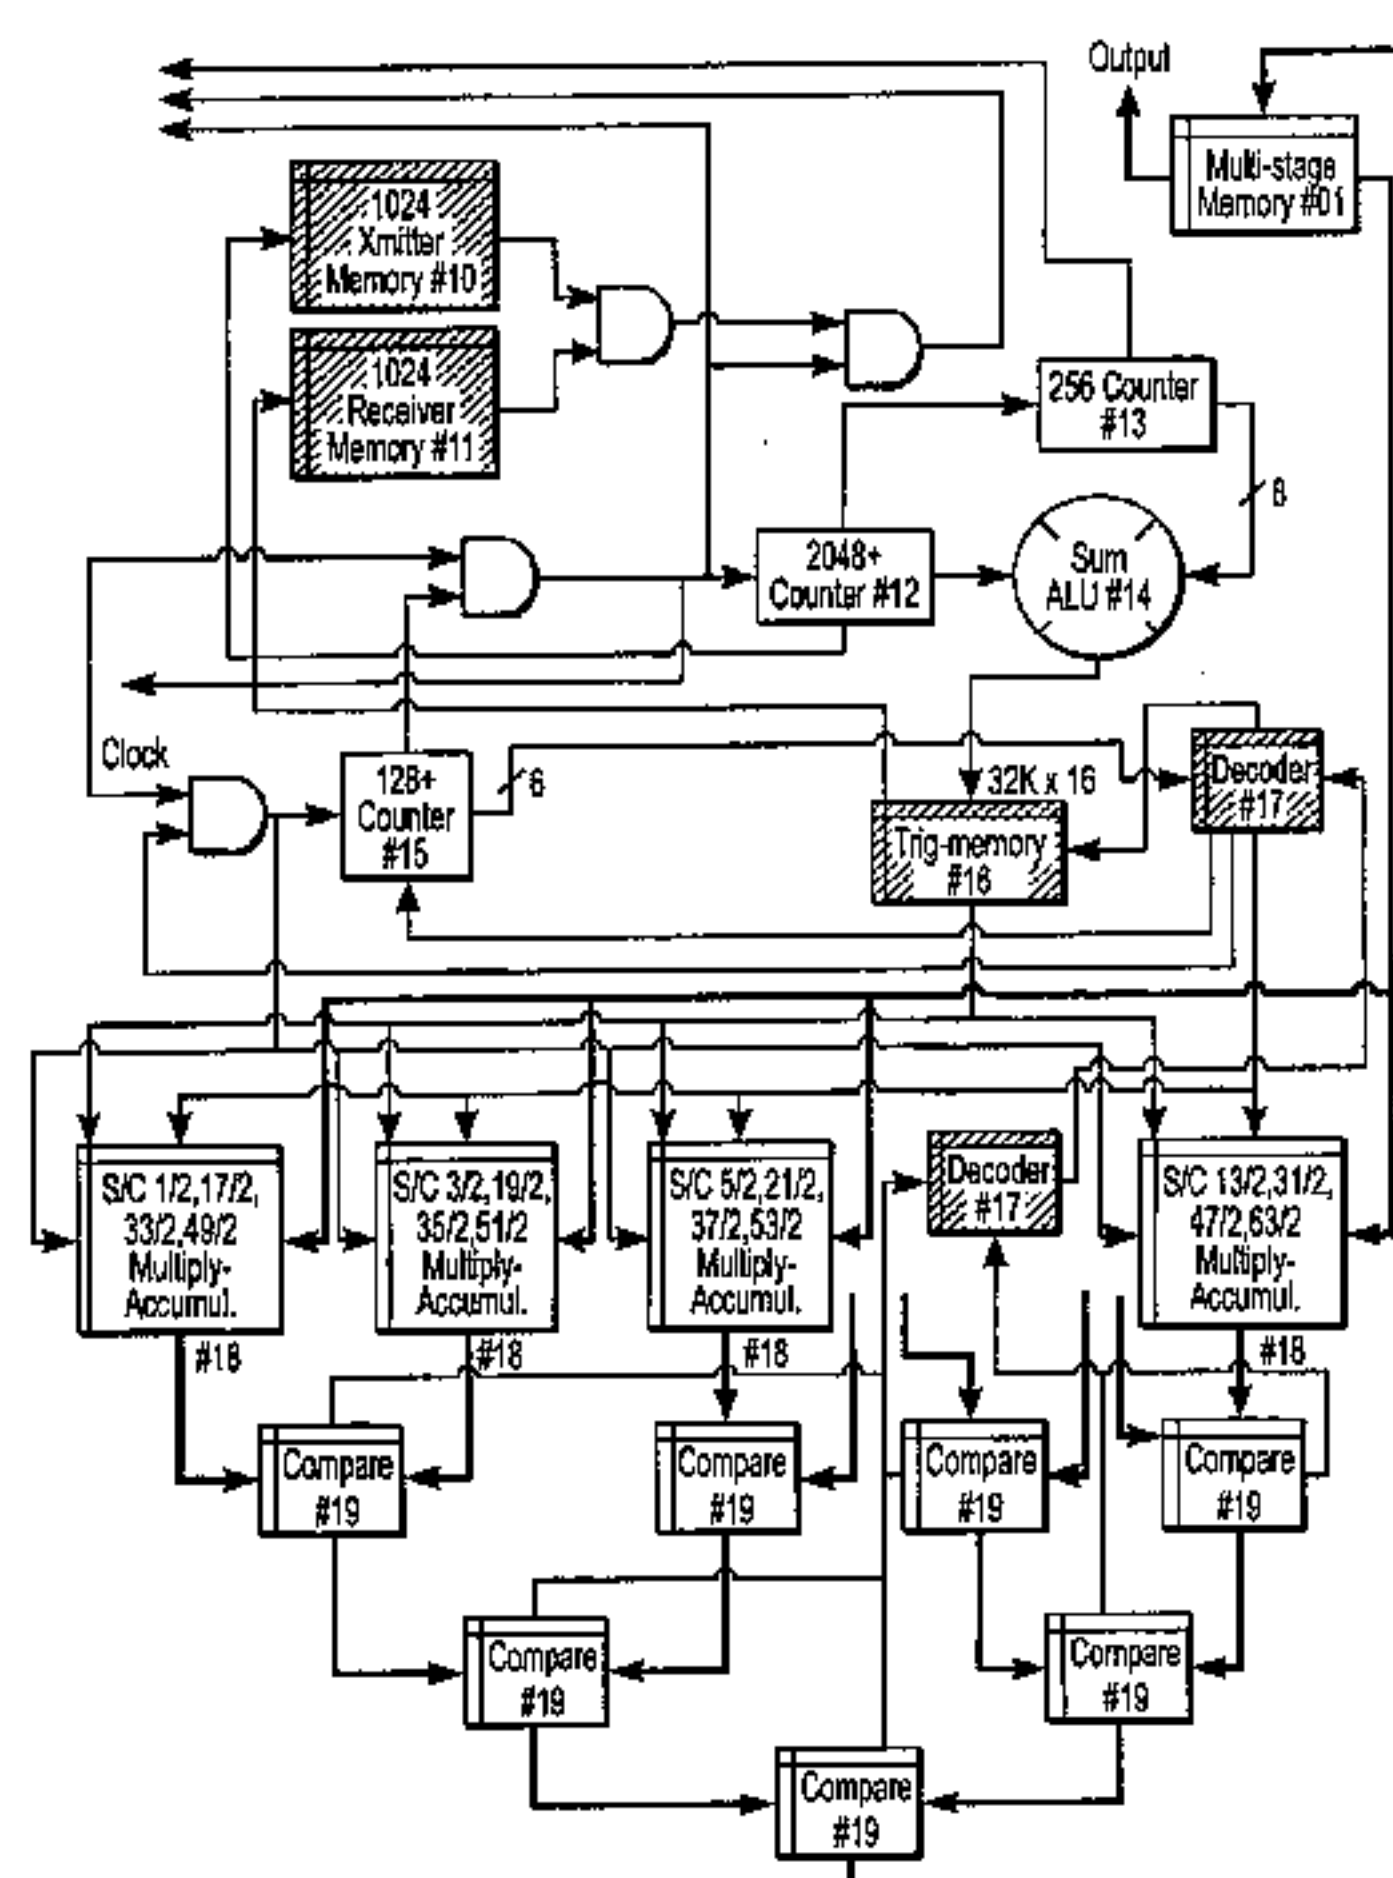 Output
Multi-stage
Memory #01
1024
Xmitter
Memory #10
1024
Receiver
Memory #11
256 Counter
#13
8
2048+
Counter #12
Sum
ALU #14
Clock
128+
Counter
#15
6
32K x 16
Trig-memory
#16
Decoder
#17
S/C 1/2,17/2,
33/2,49/2
Multiply-
Accumul.
#18
S/C 3/2,19/2,
35/2,51/2
Multiply-
Accumul.
#18
S/C 5/2,21/2,
37/2,53/2
Multiply-
Accumul.
#18
Decoder
#17
S/C 13/2,31/2,
47/2,63/2
Multiply-
Accumul.
#18
Compare
#19
Compare
#19
Compare
#19
Compare
#19
Compare
#19
Compare
#19
Compare
#19